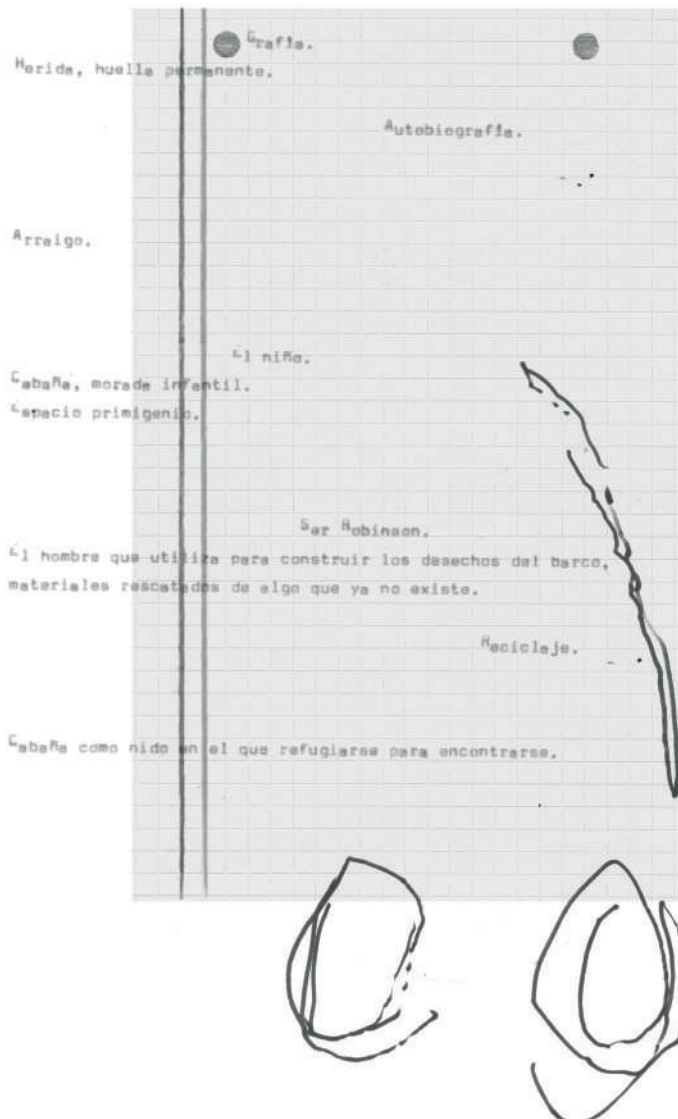 Grafía.
Herida, huella permanente.
Autobiografía.
Arraigo.
El niño.
Cabaña, morada infantil.
Espacio primigenio.
Ser Robinson.
El hombre que utiliza para construir los desechos del barco,
materiales rescatados de algo que ya no existe.
Reciclaje.
Cabaña como nido en el que refugiarse para encontrarse.